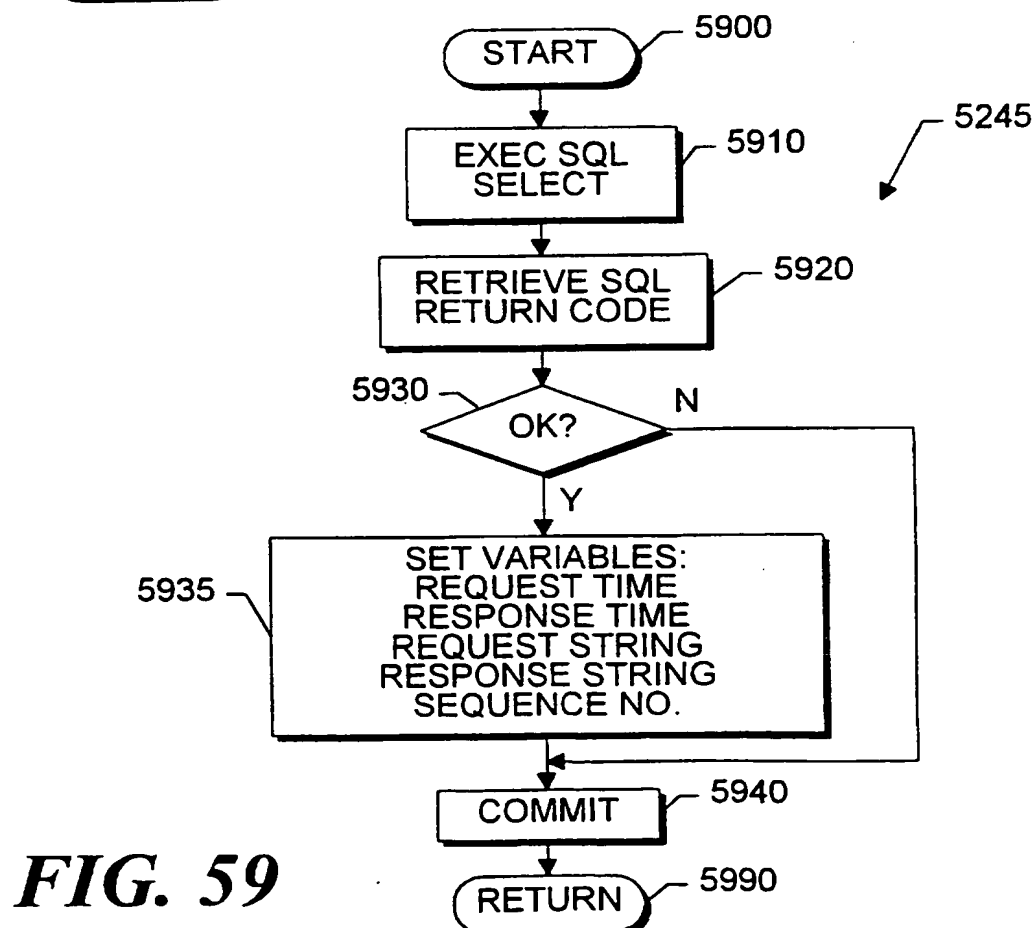 START
5900
5245
EXEC SQL
SELECT
5910
RETRIEVE SQL
RETURN CODE
5920
5930
OK?
N
Y
5935
SET VARIABLES:
REQUEST TIME
RESPONSE TIME
REQUEST STRING
RESPONSE STRING
SEQUENCE NO.
COMMIT
5940
RETURN
5990
FIG. 59